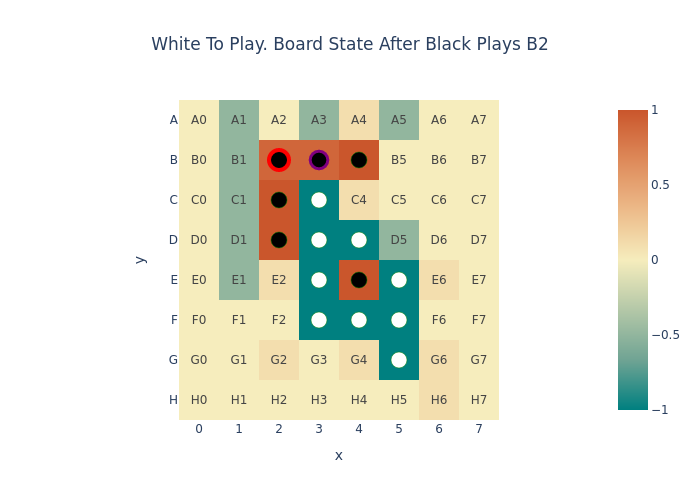 White To Play. Board State After Black Plays B2
A A0 A1 A2 A3 A4 A5 A6 A7
B B0 B1 B5 B6 B7
C C0 C1 C4 C5 C6 C7
D D0 D1 D5 D6 D7
E E0 E1 E2 E6 E7
F F0 F1 F2 F6 F7
G G0 G1 G2 G3 G4 G6 G7
H H0 H1 H2 H3 H4 H5 H6 H7
0 1 2 3 4 5 6 7
x
y
1
0.5
0
−0.5
−1